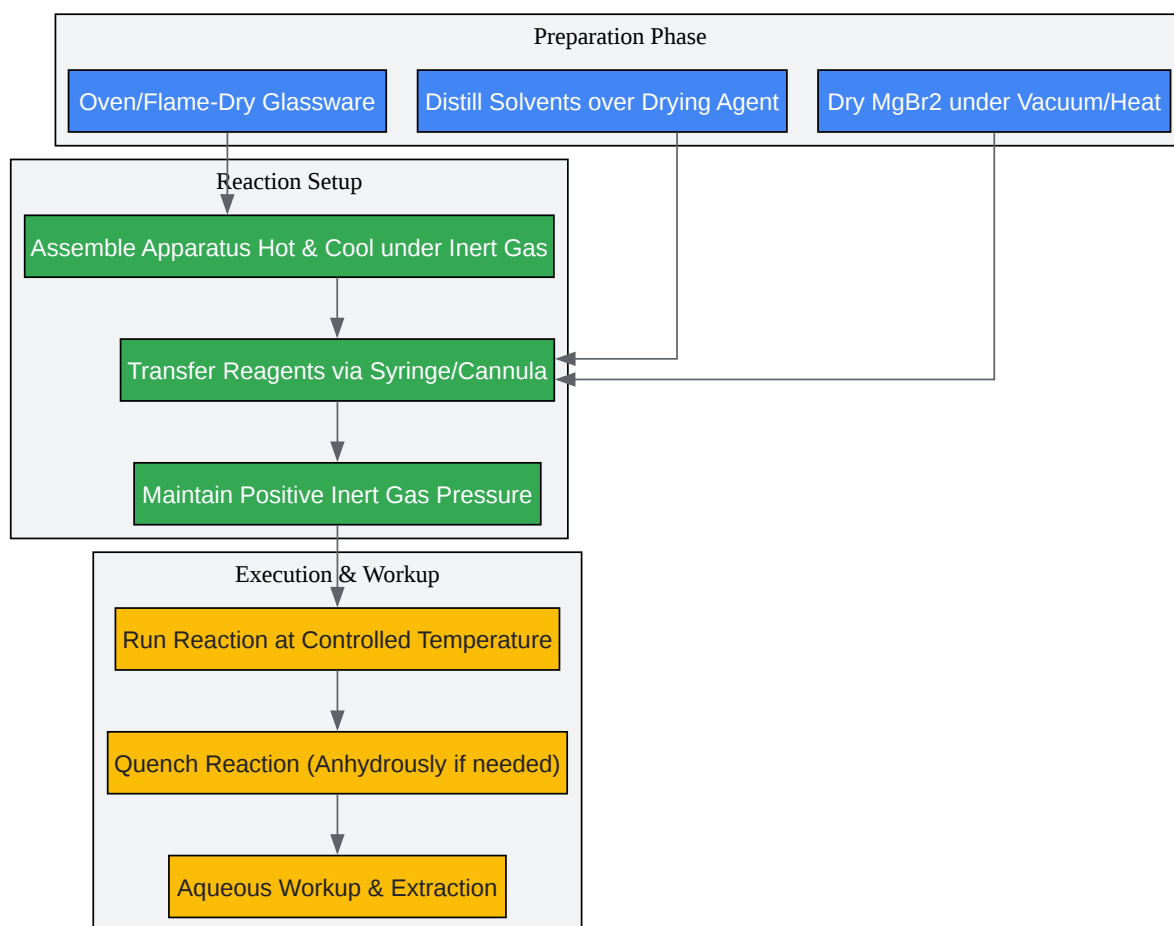 Preparation Phase
Oven/Flame-Dry Glassware
Distill Solvents over Drying Agent
Dry MgBr2 under Vacuum/Heat
Reaction Setup
Assemble Apparatus Hot & Cool under Inert Gas
Transfer Reagents via Syringe/Cannula
Maintain Positive Inert Gas Pressure
Execution & Workup
Run Reaction at Controlled Temperature
Quench Reaction (Anhydrously if needed)
Aqueous Workup & Extraction